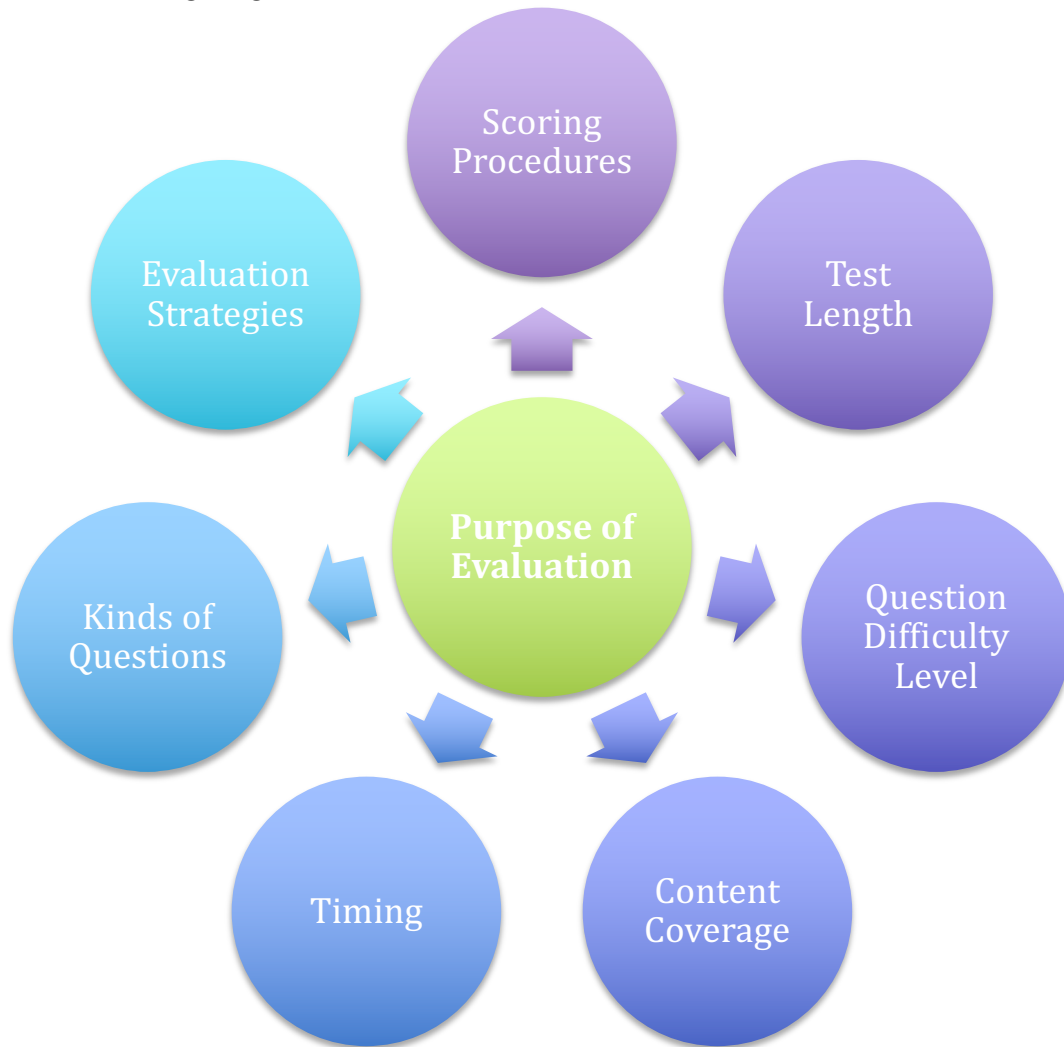 Scoring
Procedures
Test
Length
Question
Difficulty
Level
Content
Coverage
Timing
Kinds of
Questions
Evaluation
Strategies
Purpose of
Evaluation